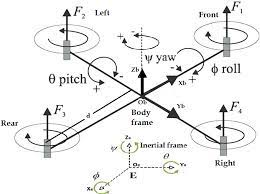 F₂
Left
Front
F₁
θ pitch
-
+
ψ yaw
Zb
+
-
Xb
ϕ roll
F₃
d
Ob
Yb
Body
frame
F₄
Rear
Right
Inertial frame
ψ
θ
E
ϕ